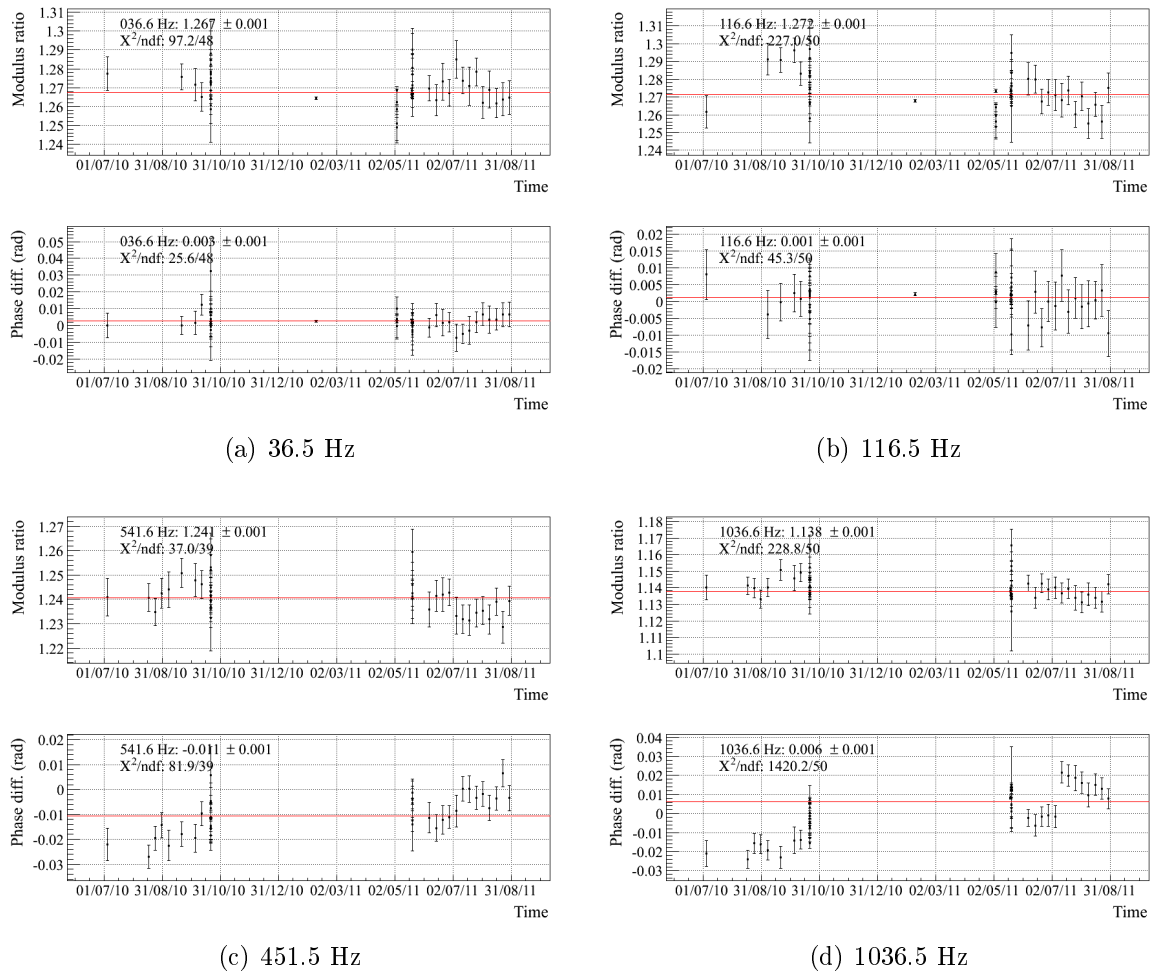 Modulus ratio
1.31
1.3
1.29
1.28
1.27
1.26
1.25
1.24
036.6 Hz: 1.267 ± 0.001
Χ²/ndf: 97.2/48
01/07/10 31/08/10 31/10/10 31/12/10 02/03/11 02/05/11 02/07/11 31/08/11
Time
Phase diff. (rad)
0.05
0.04
0.03
0.02
0.01
0
-0.01
-0.02
036.6 Hz: 0.003 ± 0.001
Χ²/ndf: 25.6/48
01/07/10 31/08/10 31/10/10 31/12/10 02/03/11 02/05/11 02/07/11 31/08/11
Time
(a) 36.5 Hz
Modulus ratio
1.31
1.3
1.29
1.28
1.27
1.26
1.25
1.24
116.6 Hz: 1.272 ± 0.001
Χ²/ndf: 227.0/50
01/07/10 31/08/10 31/10/10 31/12/10 02/03/11 02/05/11 02/07/11 31/08/11
Time
Phase diff. (rad)
0.02
0.015
0.01
0.005
0
-0.005
-0.01
-0.015
-0.02
116.6 Hz: 0.001 ± 0.001
Χ²/ndf: 45.3/50
01/07/10 31/08/10 31/10/10 31/12/10 02/03/11 02/05/11 02/07/11 31/08/11
Time
(b) 116.5 Hz
Modulus ratio
1.27
1.26
1.25
1.24
1.23
1.22
541.6 Hz: 1.241 ± 0.001
Χ²/ndf: 37.0/39
01/07/10 31/08/10 31/10/10 31/12/10 02/03/11 02/05/11 02/07/11 31/08/11
Time
Phase diff. (rad)
0.02
0.01
0
-0.01
-0.02
-0.03
541.6 Hz: -0.011 ± 0.001
Χ²/ndf: 81.9/39
01/07/10 31/08/10 31/10/10 31/12/10 02/03/11 02/05/11 02/07/11 31/08/11
Time
(c) 451.5 Hz
Modulus ratio
1.18
1.17
1.16
1.15
1.14
1.13
1.12
1.11
1.1
1036.6 Hz: 1.138 ± 0.001
Χ²/ndf: 228.8/50
01/07/10 31/08/10 31/10/10 31/12/10 02/03/11 02/05/11 02/07/11 31/08/11
Time
Phase diff. (rad)
0.04
0.03
0.02
0.01
0
-0.01
-0.02
-0.03
1036.6 Hz: 0.006 ± 0.001
Χ²/ndf: 1420.2/50
01/07/10 31/08/10 31/10/10 31/12/10 02/03/11 02/05/11 02/07/11 31/08/11
Time
(d) 1036.5 Hz